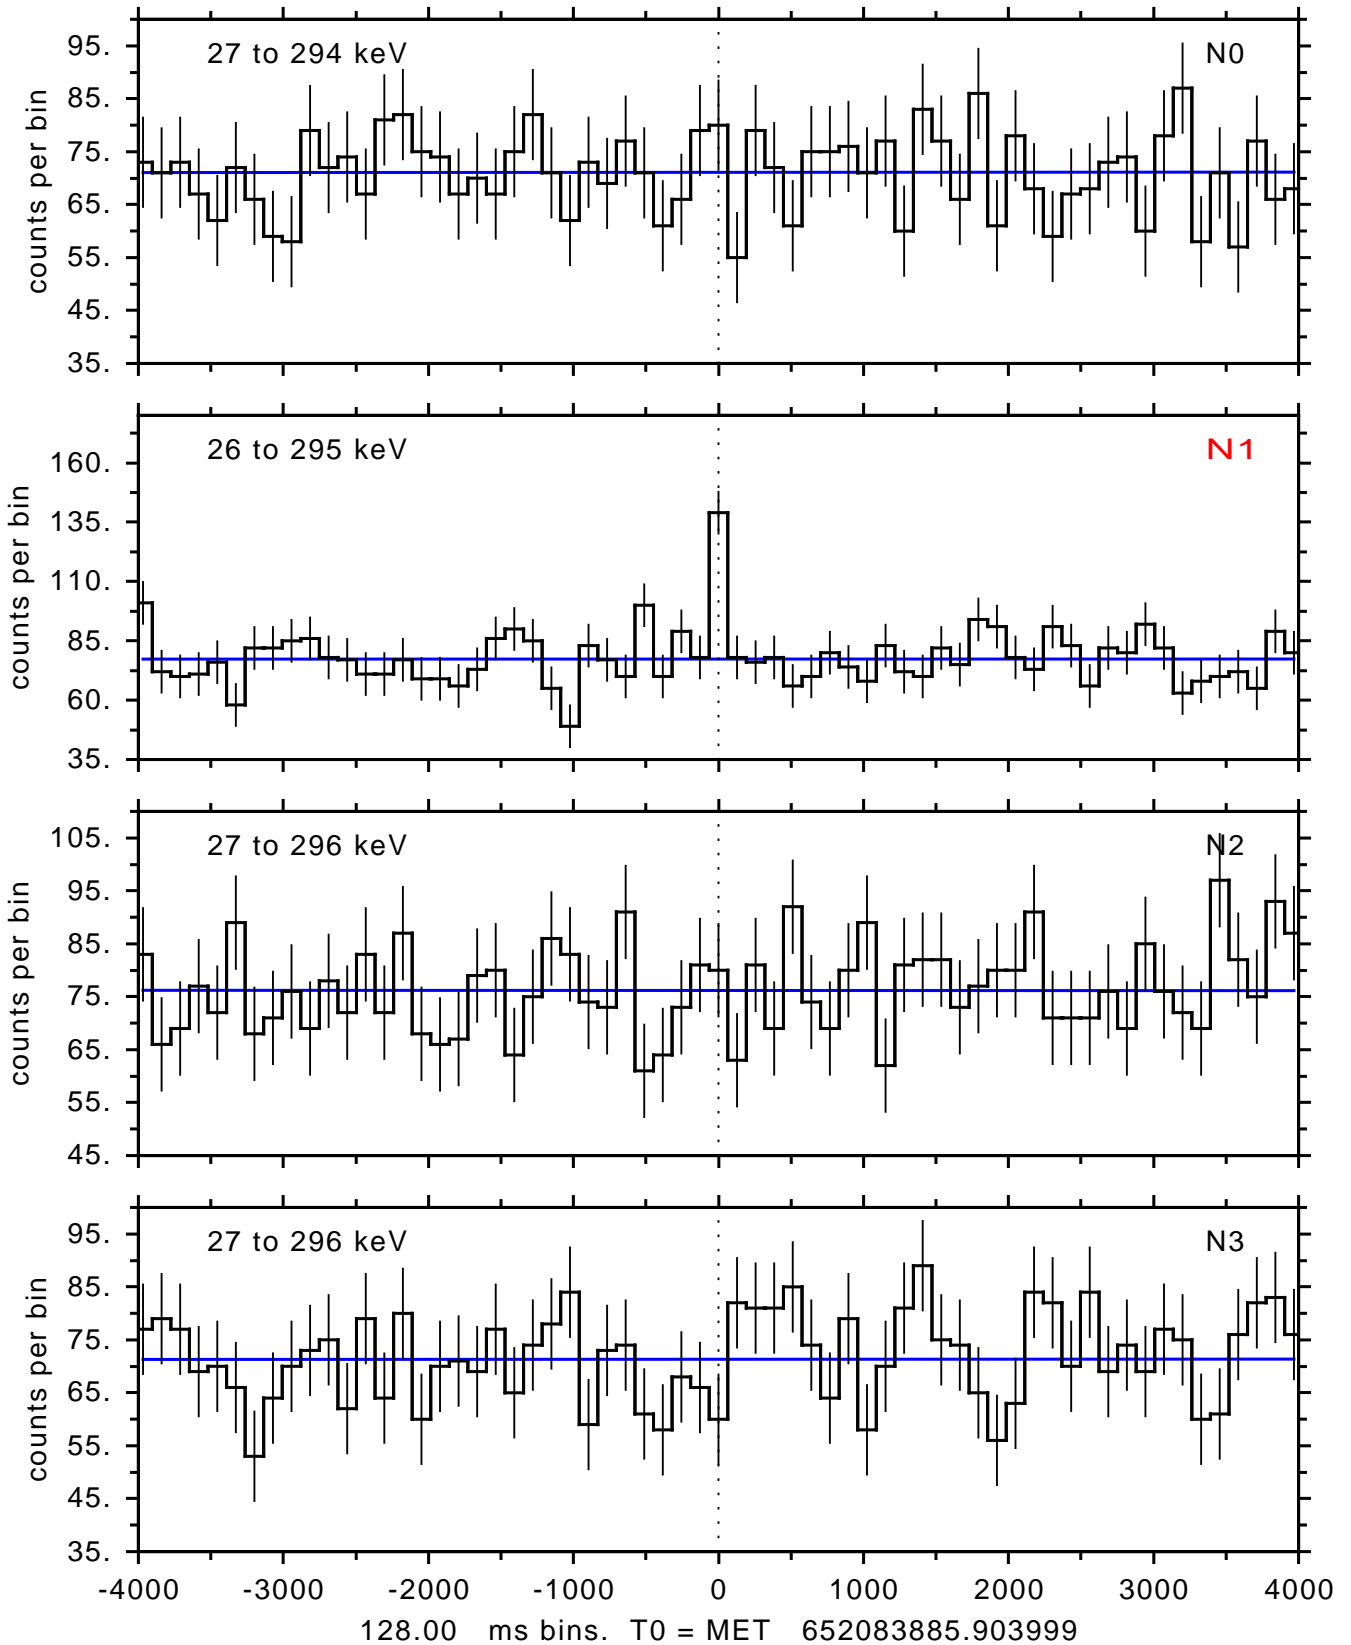 27 to 294 keV N0
95.
85.
75.
65.
55.
45.
35.
counts per bin
26 to 295 keV N1
160.
135.
110.
85.
60.
35.
counts per bin
27 to 296 keV N2
105.
95.
85.
75.
65.
55.
45.
counts per bin
27 to 296 keV N3
95.
85.
75.
65.
55.
45.
35.
counts per bin
-4000 -3000 -2000 -1000 0 1000 2000 3000 4000
128.00 ms bins. T0 = MET 652083885.903999